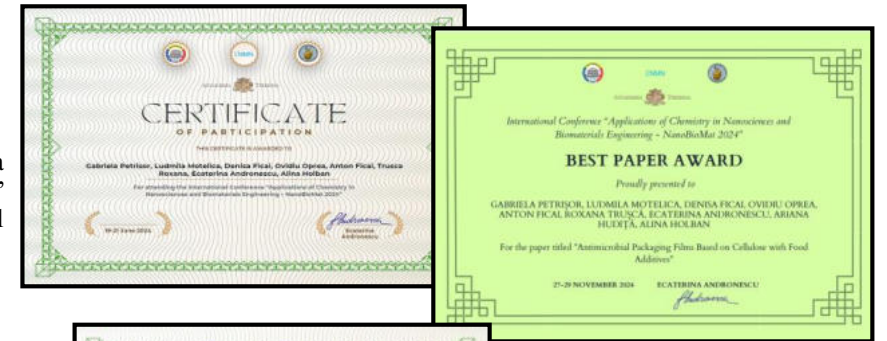 CERTIFICATE
OF PARTICIPATION
THIS CERTIFICATE IS AWARDED TO
Gabriela Petrisor, Ludmila Motelica, Denisa Ficai, Ovidiu Oprea, Anton Ficai, Trusca
Roxana, Ecaterina Andronescu, Alina Holban
For attending the International Conference "Applications of Chemistry in
Nanosciences and Biomaterials Engineering – NanoBioMat 2024"
19-21 June 2024
Ecaterina
Andronescu
International Conference "Applications of Chemistry in Nanosciences and
Biomaterials Engineering – NanoBioMat 2024"
BEST PAPER AWARD
Proudly presented to
GABRIELA PETRIȘOR, LUDMILA MOTELICA, DENISA FICAI, OVIDIU OPREA,
ANTON FICAI, ROXANA TRUȘCĂ, ECATERINA ANDRONESCU, ARIANA
HUDIȚĂ, ALINA HOLBAN
For the paper titled "Antimicrobial Packaging Films Based on Cellulose with Food
Additives"
27-29 NOVEMBER 2024 ECATERINA ANDRONESCU